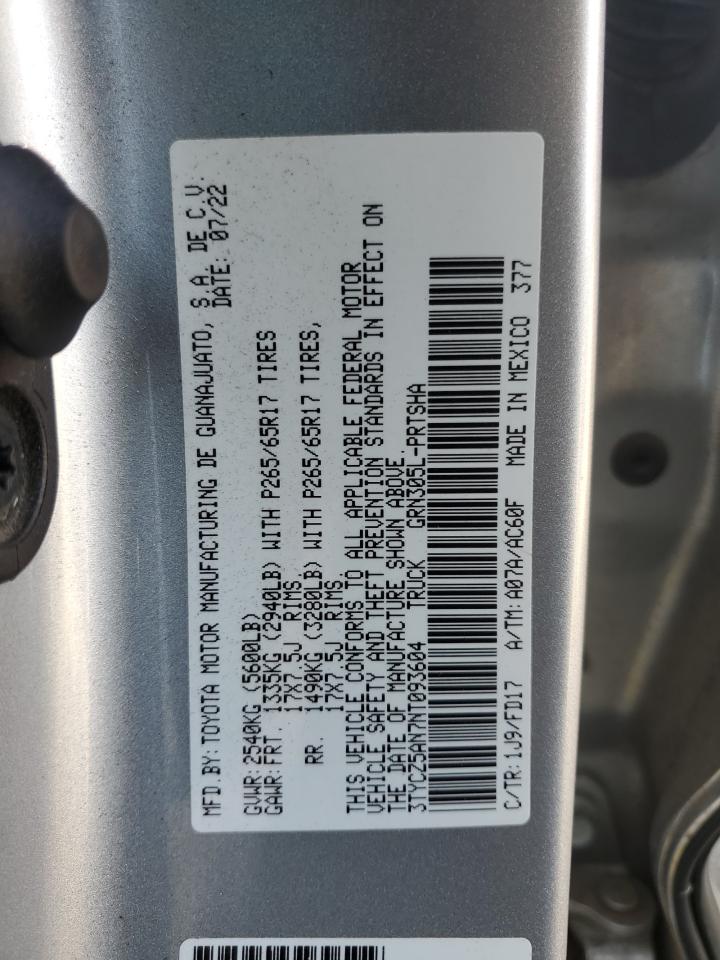 MFD BY: TOYOTA MOTOR MANUFACTURING DE GUANAJUATO, S.A. DE C.V.
DATE: 07/22
GVWR: 2540KG (5600LB)
GAWR: FRT. 1335KG (2940LB) WITH P265/65R17 TIRES
17X7.5J RIMS,
RR. 1490KG (3280LB) WITH P265/65R17 TIRES,
17X7.5J RIMS
THIS VEHICLE CONFORMS TO ALL APPLICABLE FEDERAL MOTOR
VEHICLE SAFETY AND THEFT PREVENTION STANDARDS IN EFFECT ON
THE DATE OF MANUFACTURE SHOWN ABOVE.
3TYCZ5AN7NT093604 TRUCK GRN305L-PRTSHA
C/TR: 1J9/FD17 A/TM: A07A/AC60F MADE IN MEXICO 377